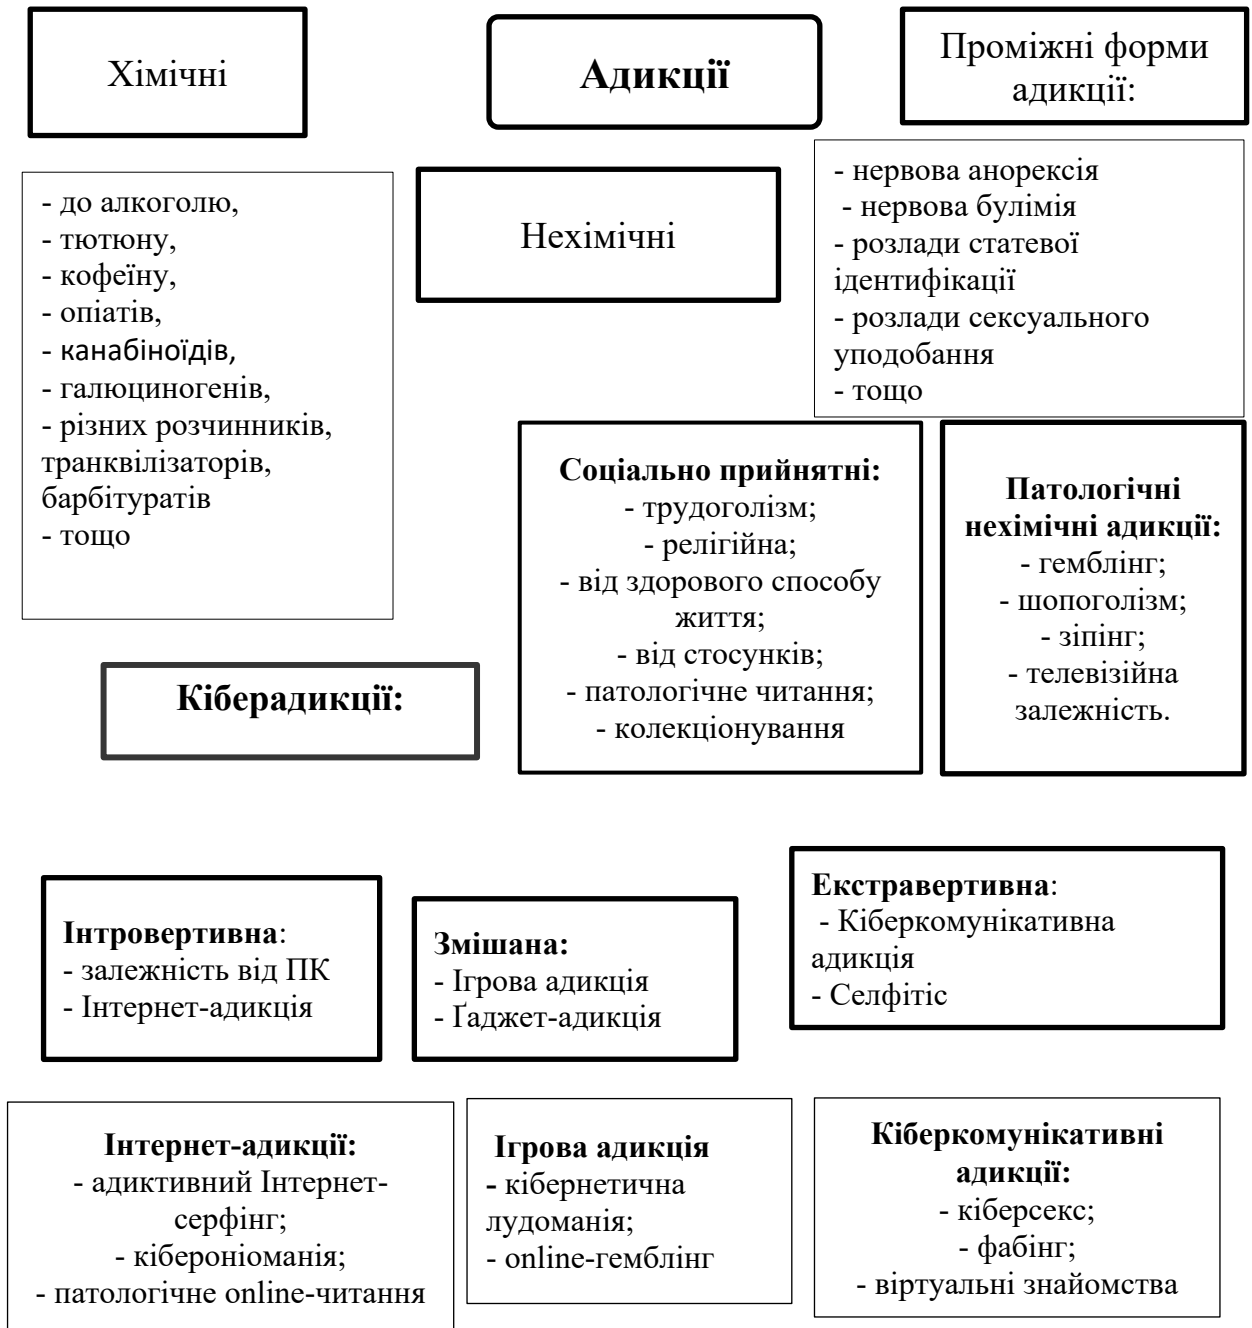 Хімічні
Адикції
Проміжні форми
адикції:
- до алкоголю,
- тютюну,
- кофеїну,
- опіатів,
- канабіноїдів,
- галюциногенів,
- різних розчинників,
транквілізаторів,
барбітуратів
- тощо
Нехімічні
- нервова анорексія
- нервова булімія
- розлади статевої
ідентифікації
- розлади сексуального
уподобання
- тощо
Соціально прийнятні:
- трудоголізм;
- релігійна;
- від здорового способу
життя;
- від стосунків;
- патологічне читання;
- колекціонування
Патологічні
нехімічні адикції:
- гемблінг;
- шопоголізм;
- зіпінг;
- телевізійна
залежність.
Кіберадикції:
Інтровертивна:
- залежність від ПК
- Інтернет-адикція
Змішана:
- Ігрова адикція
- Ґаджет-адикція
Екстравертивна:
- Кіберкомунікативна
адикція
- Селфітіс
Інтернет-адикції:
- адиктивний Інтернет-
серфінг;
- кібероніоманія;
- патологічне online-читання
Ігрова адикція
- кібернетична
лудоманія;
- online-гемблінг
Кіберкомунікативні
адикції:
- кіберсекс;
- фабінг;
- віртуальні знайомства